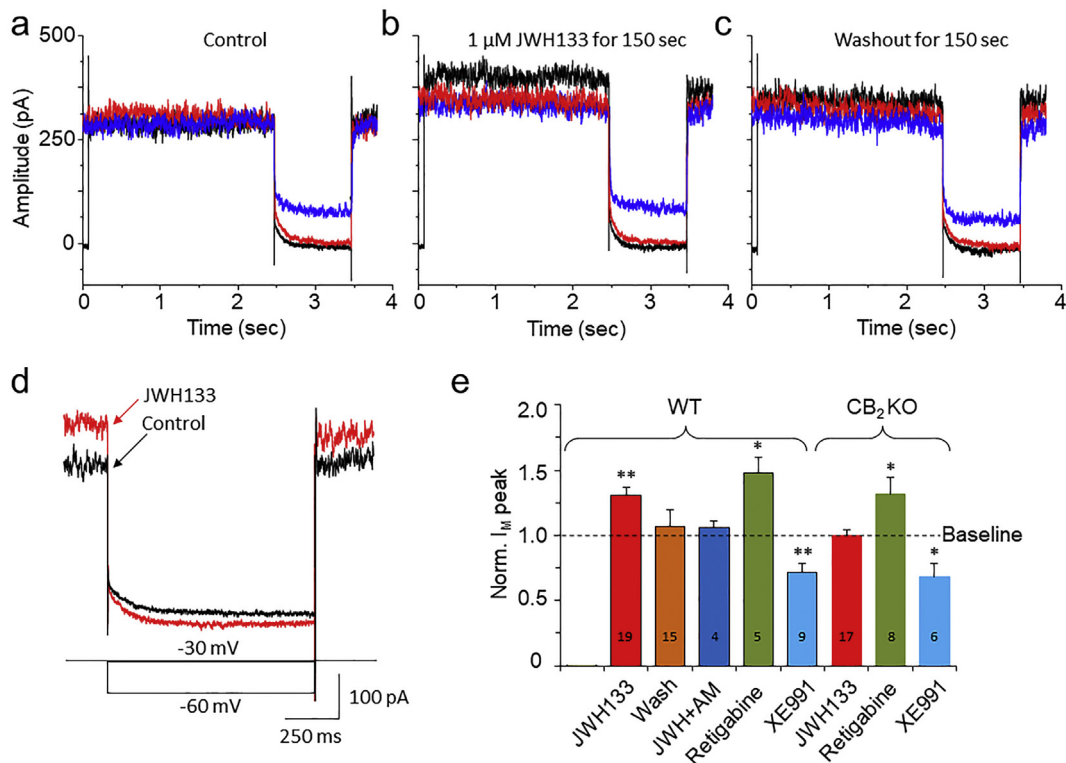 a
Control
b
1 µM JWH133 for 150 sec
c
Washout for 150 sec
500
250
0
Amplitude (pA)
0 1 2 3 4
0 1 2 3 4
0 1 2 3 4
Time (sec)
Time (sec)
Time (sec)
d
JWH133
Control
-30 mV
-60 mV
100 pA
250 ms
e
WT
CB₂KO
2.0
1.5
1.0
0.5
0
Norm. I_M peak
Baseline
**
*
**
*
*
19 15 4 5 9 17 8 6
JWH133
Wash
JWH+AM
Retigabine
XE991
JWH133
Retigabine
XE991